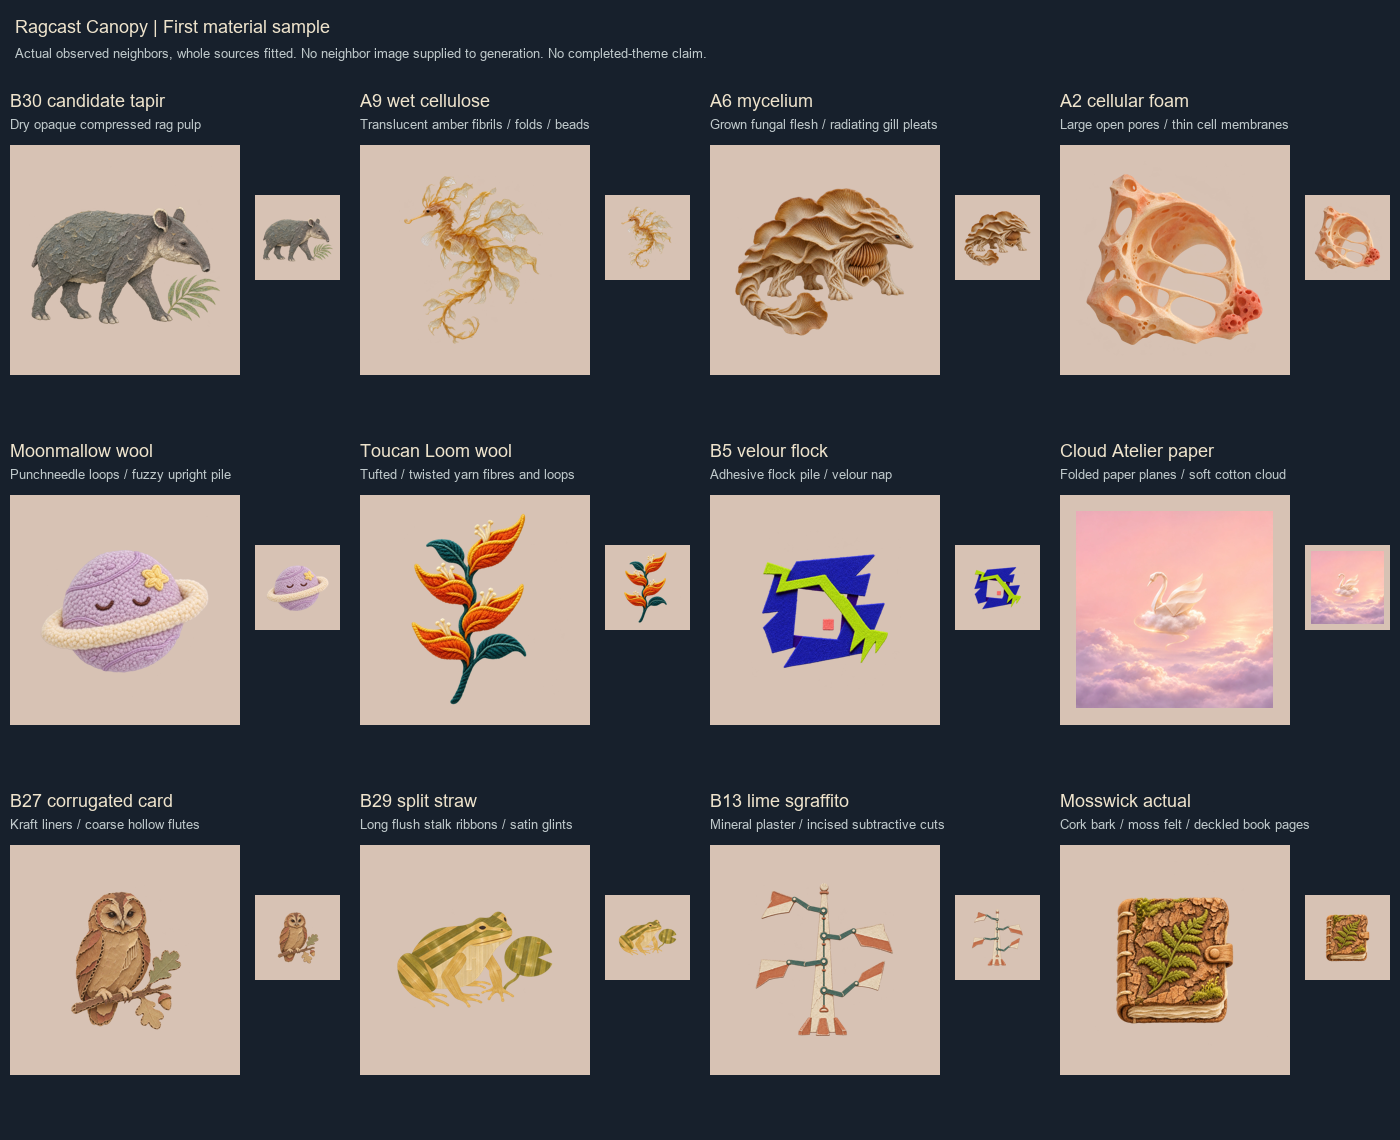 Ragcast Canopy | First material sample
Actual observed neighbors, whole sources fitted. No neighbor image supplied to generation. No completed-theme claim.
B30 candidate tapir
Dry opaque compressed rag pulp
A9 wet cellulose
Translucent amber fibrils / folds / beads
A6 mycelium
Grown fungal flesh / radiating gill pleats
A2 cellular foam
Large open pores / thin cell membranes
Moonmallow wool
Punchneedle loops / fuzzy upright pile
Toucan Loom wool
Tufted / twisted yarn fibres and loops
B5 velour flock
Adhesive flock pile / velour nap
Cloud Atelier paper
Folded paper planes / soft cotton cloud
B27 corrugated card
Kraft liners / coarse hollow flutes
B29 split straw
Long flush stalk ribbons / satin glints
B13 lime sgraffito
Mineral plaster / incised subtractive cuts
Mosswick actual
Cork bark / moss felt / deckled book pages